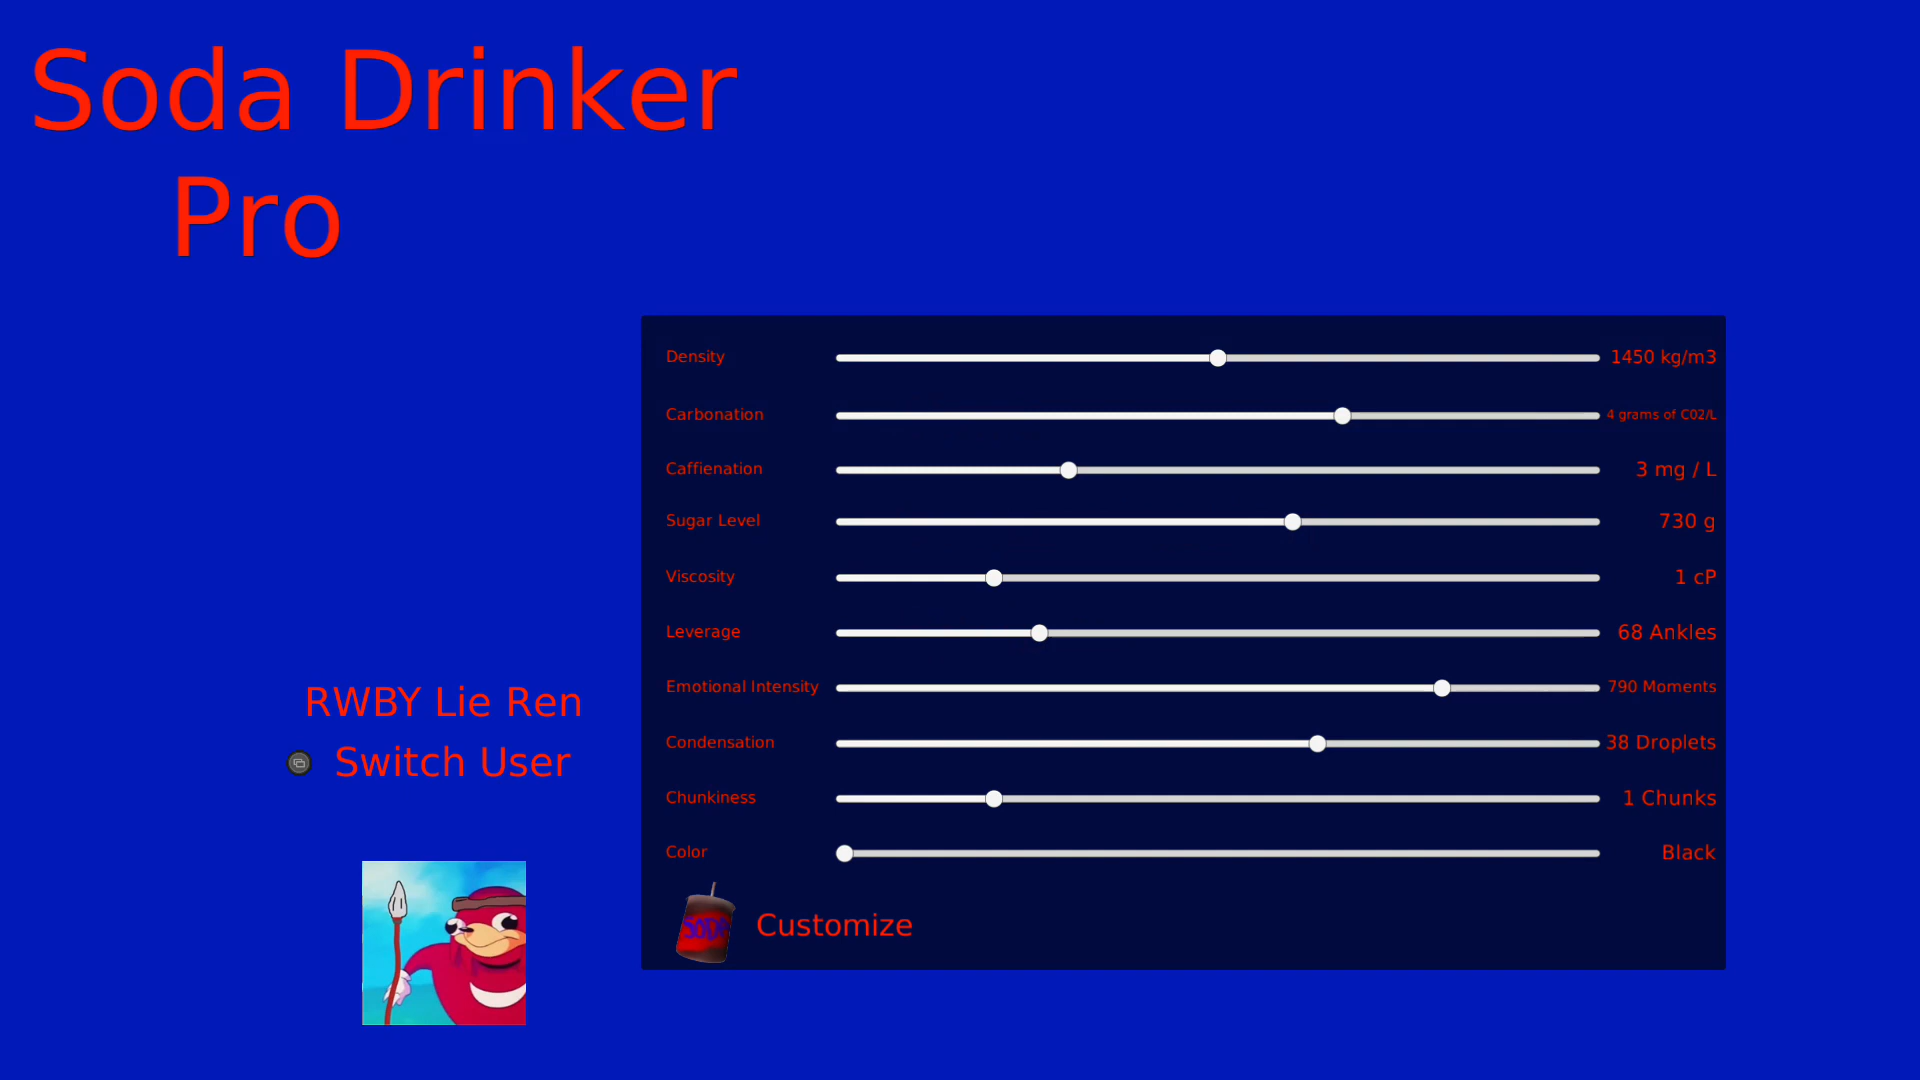 Soda Drinker
Pro
Density 1450 kg/m3
Carbonation 4 grams of C02/L
Caffienation 3 mg / L
Sugar Level 730 g
Viscosity 1 cP
Leverage 68 Ankles
Emotional Intensity 790 Moments
Condensation 38 Droplets
Chunkiness 1 Chunks
Color Black
SODA Customize
RWBY Lie Ren
Switch User